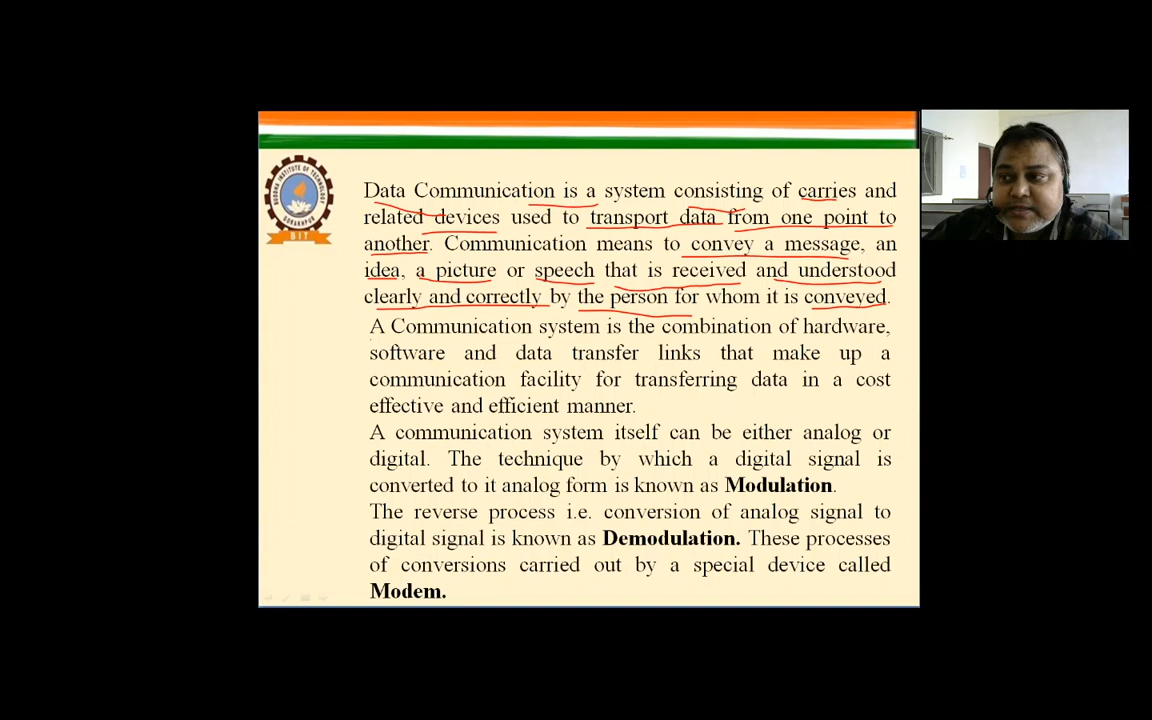 Data Communication is a system consisting of carries and
related devices used to transport data from one point to
another. Communication means to convey a message, an
idea, a picture or speech that is received and understood
clearly and correctly by the person for whom it is conveyed.
A Communication system is the combination of hardware,
software and data transfer links that make up a
communication facility for transferring data in a cost
effective and efficient manner.
A communication system itself can be either analog or
digital. The technique by which a digital signal is
converted to it analog form is known as Modulation.
The reverse process i.e. conversion of analog signal to
digital signal is known as Demodulation. These processes
of conversions carried out by a special device called
Modem.
BUDDHA INSTITUTE OF TECHNOLOGY
GORAKHPUR
BIT